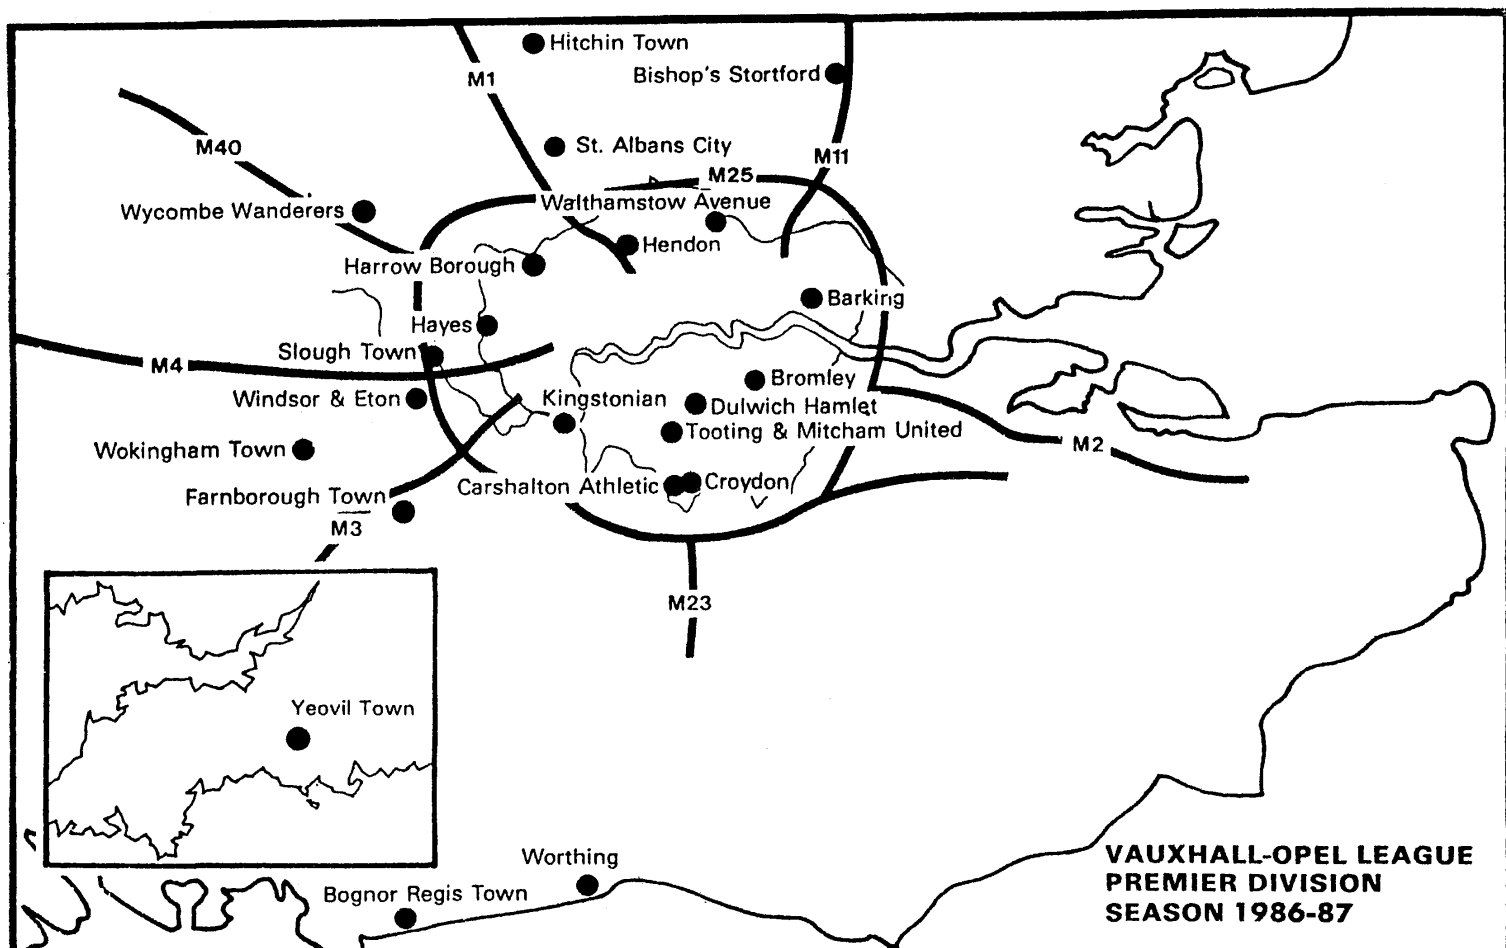 Hitchin Town
M1
Bishop's Stortford
M40
St. Albans City
M11
M25
Walthamstow Avenue
Wycombe Wanderers
Hendon
Harrow Borough
Barking
Hayes
Slough Town
M4
Bromley
Windsor & Eton
Kingstonian
Dulwich Hamlet
Tooting & Mitcham United
M2
Wokingham Town
Carshalton Athletic
Croydon
Farnborough Town
M3
M23
Yeovil Town
Worthing
Bognor Regis Town
VAUXHALL-OPEL LEAGUE
PREMIER DIVISION
SEASON 1986-87